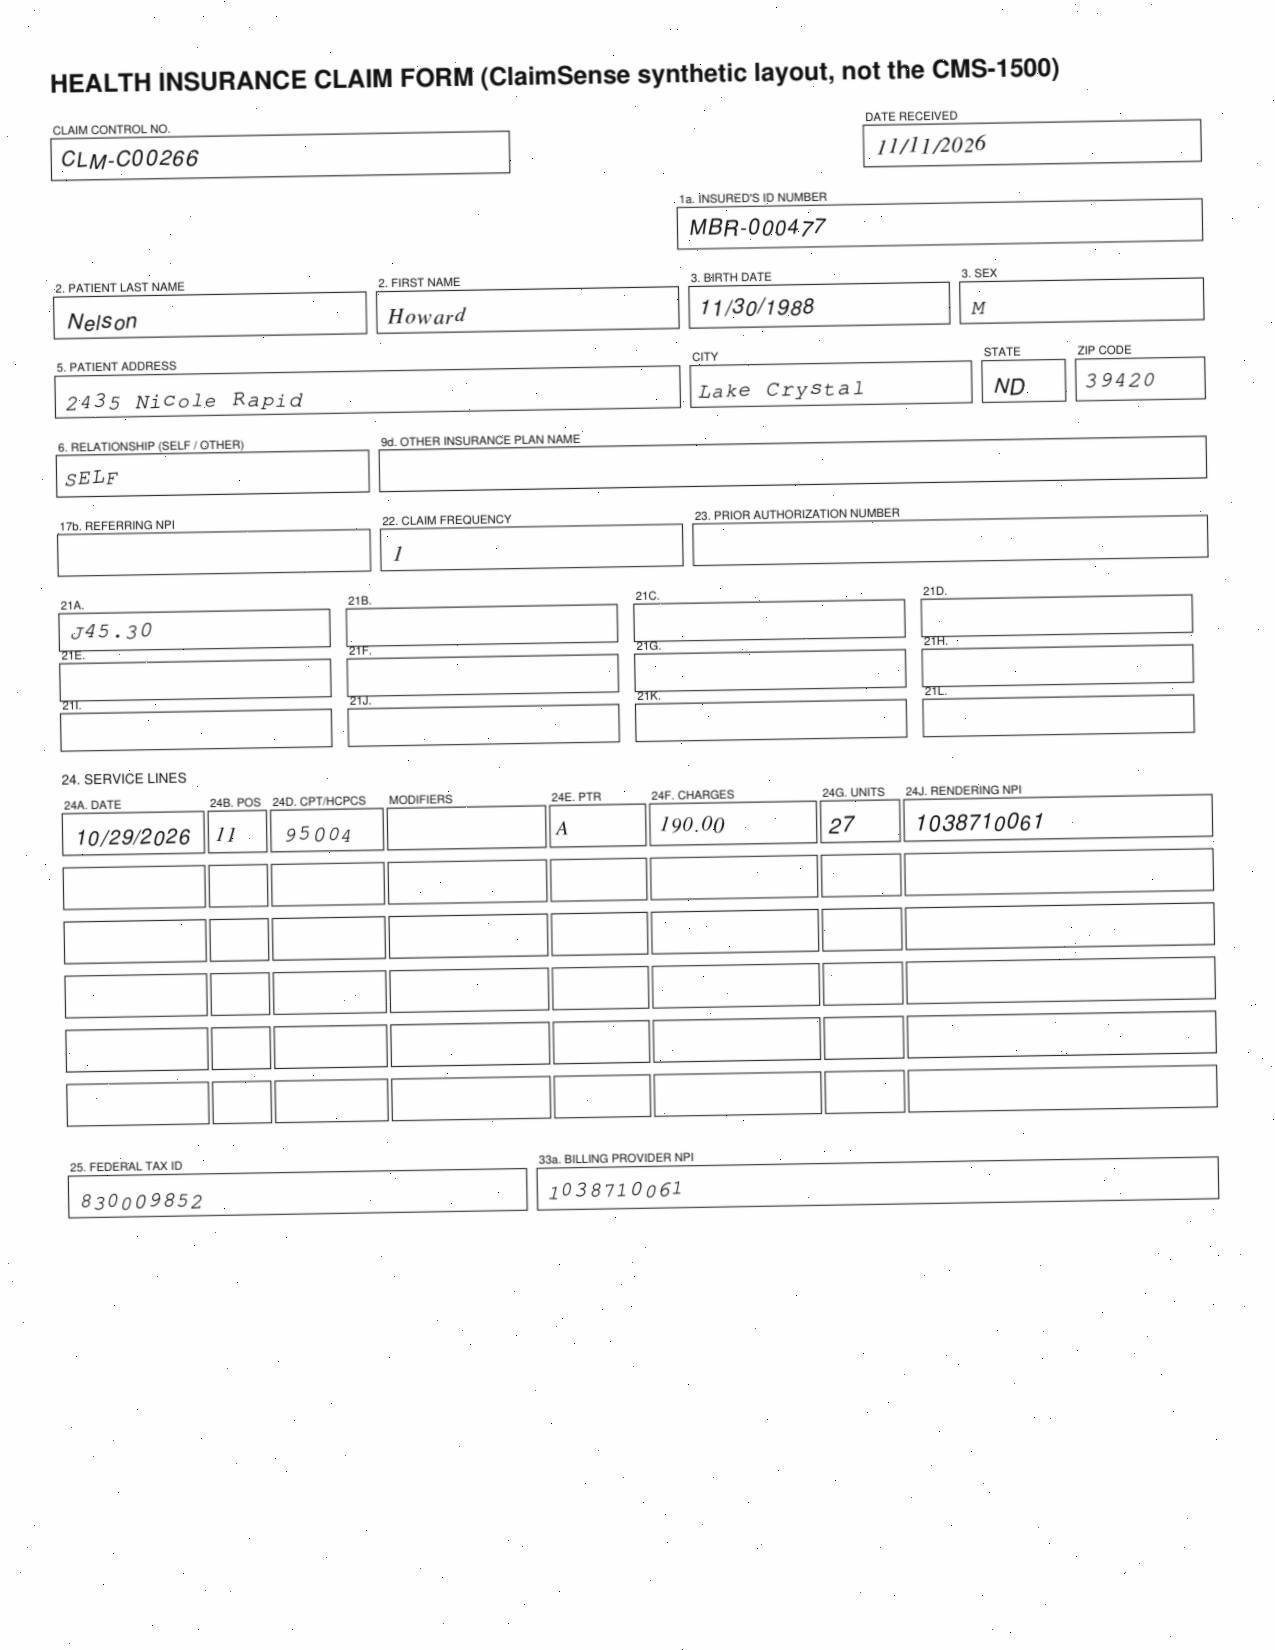 HEALTH INSURANCE CLAIM FORM (ClaimSense synthetic layout, not the CMS-1500)
CLAIM CONTROL NO.
CLM-C00266
DATE RECEIVED
11/11/2026
1a. INSURED'S ID NUMBER
MBR-000477
2. PATIENT LAST NAME
Nelson
2. FIRST NAME
Howard
3. BIRTH DATE
11/30/1988
3. SEX
M
5. PATIENT ADDRESS
2435 Nicole Rapid
CITY
Lake Crystal
STATE
ND
ZIP CODE
39420
6. RELATIONSHIP (SELF / OTHER)
SELF
9d. OTHER INSURANCE PLAN NAME
17b. REFERRING NPI
22. CLAIM FREQUENCY
1
23. PRIOR AUTHORIZATION NUMBER
21A.
J45.30
21B.
21C.
21D.
21E.
21F.
21G.
21H.
21I.
21J.
21K.
21L.
24. SERVICE LINES
24A. DATE 24B. POS 24D. CPT/HCPCS MODIFIERS 24E. PTR 24F. CHARGES 24G. UNITS 24J. RENDERING NPI
10/29/2026 11 95004 A 190.00 27 1038710061
25. FEDERAL TAX ID
830009852
33a. BILLING PROVIDER NPI
1038710061